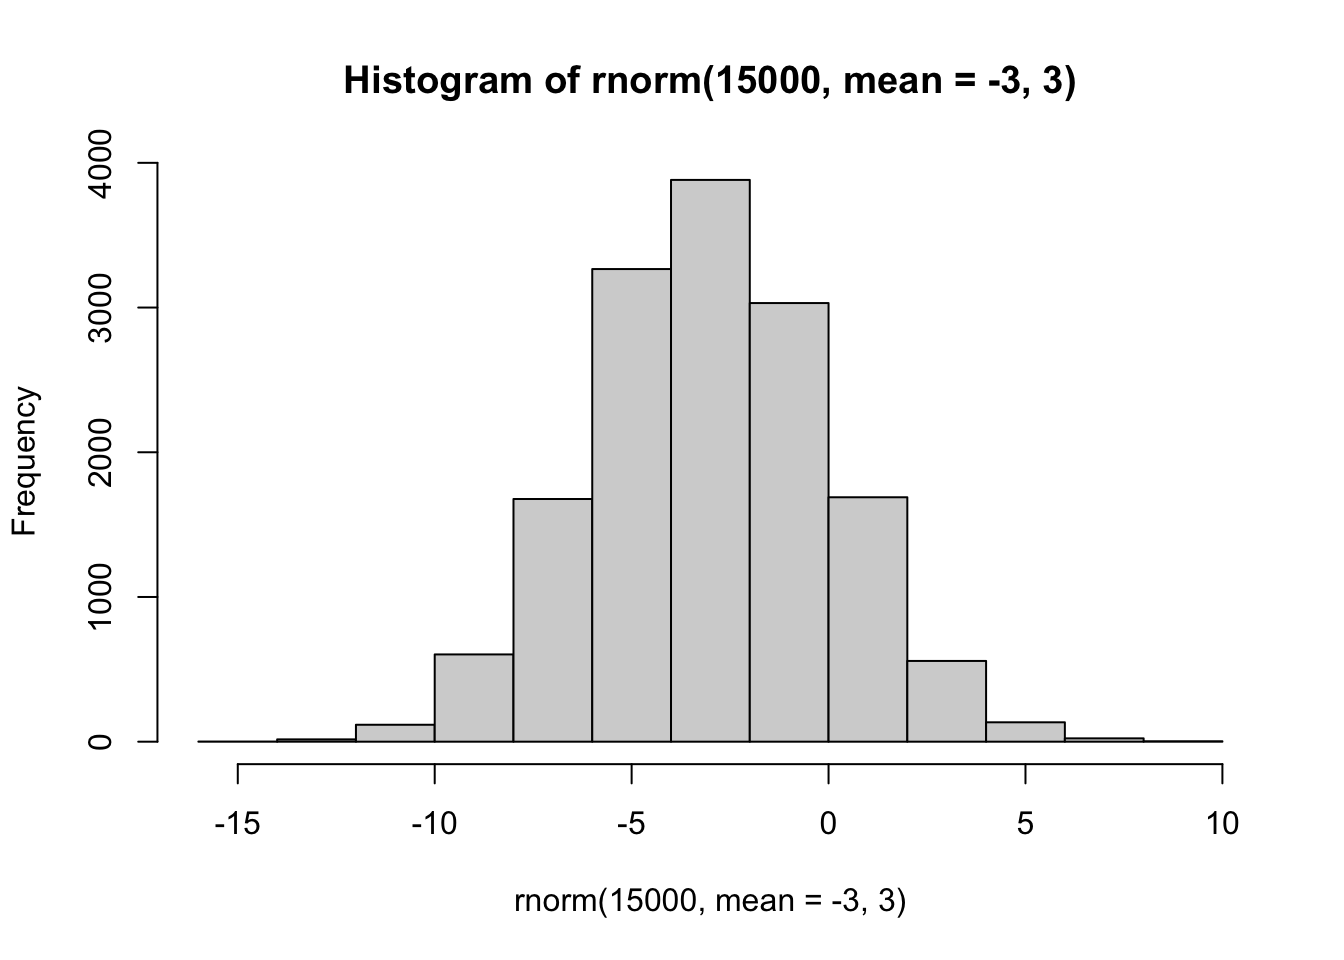 Histogram of rnorm(15000, mean = -3, 3)
Frequency
4000
3000
2000
1000
0
-15 -10 -5 0 5 10
rnorm(15000, mean = -3, 3)